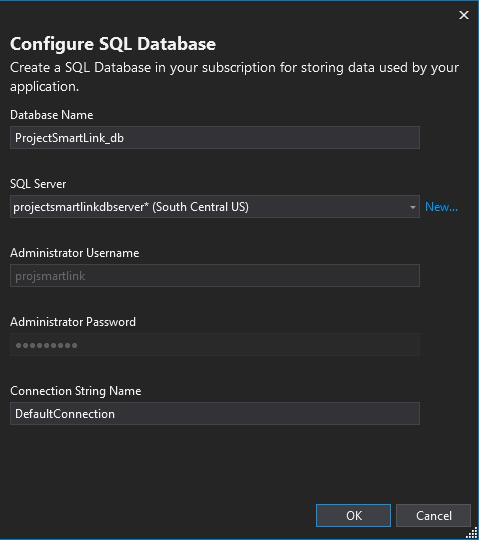 Configure SQL Database
Create a SQL Database in your subscription for storing data used by your
application.
Database Name
ProjectSmartLink_db
SQL Server
projectsmartlinkdbserver* (South Central US)
New...
Administrator Username
projsmartlink
Administrator Password
●●●●●●●●●
Connection String Name
DefaultConnection
OK
Cancel